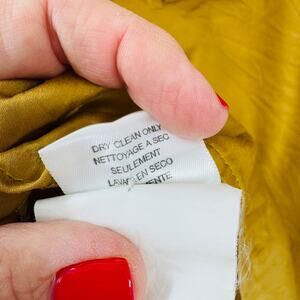 DRY CLEAN ONLY
NETTOYAGE A SEC
SEULEMENT
EN SECO